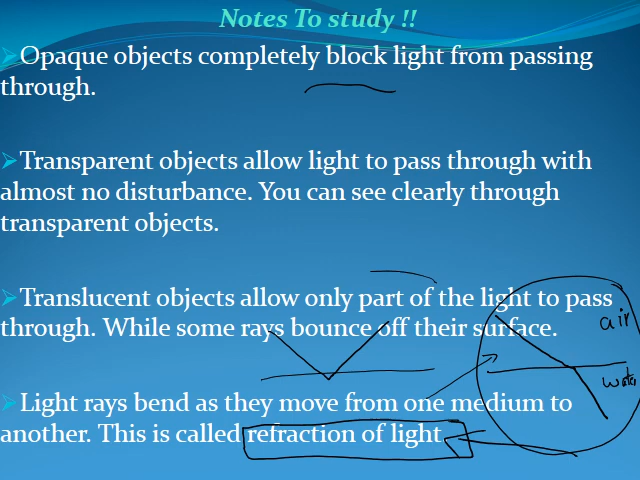 Notes To study !!
Opaque objects completely block light from passing
through.
Transparent objects allow light to pass through with
almost no disturbance. You can see clearly through
transparent objects.
Translucent objects allow only part of the light to pass
through. While some rays bounce off their surface.
air
water
Light rays bend as they move from one medium to
another. This is called refraction of light